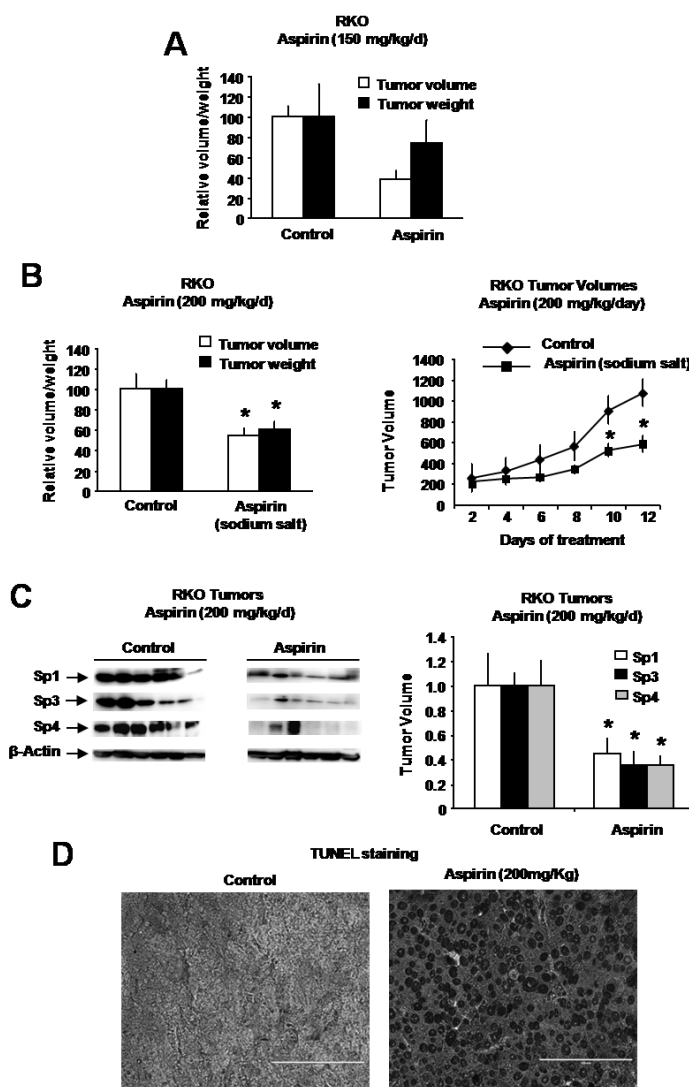 A
RKO
Aspirin (150 mg/kg/d)
Relative volume/weight
140
120
100
80
60
40
20
0
Tumor volume
Tumor weight
Control
Aspirin
B
RKO
Aspirin (200 mg/kg/d)
Relative volume/weight
140
120
100
80
60
40
20
0
Tumor volume
Tumor weight
* *
Control
Aspirin
(sodium salt)
RKO Tumor Volumes
Aspirin (200 mg/kg/day)
Control
Aspirin (sodium salt)
Tumor Volume
1400
1200
1000
800
600
400
200
0
* *
2 4 6 8 10 12
Days of treatment
C
RKO Tumors
Aspirin (200 mg/kg/d)
Control
Aspirin
Sp1
Sp3
Sp4
β-Actin
RKO Tumors
Aspirin (200 mg/kg/d)
Tumor Volume
1.4
1.2
1.0
0.8
0.6
0.4
0.2
0
Sp1
Sp3
Sp4
* * *
Control
Aspirin
D
TUNEL staining
Control
Aspirin (200mg/Kg)